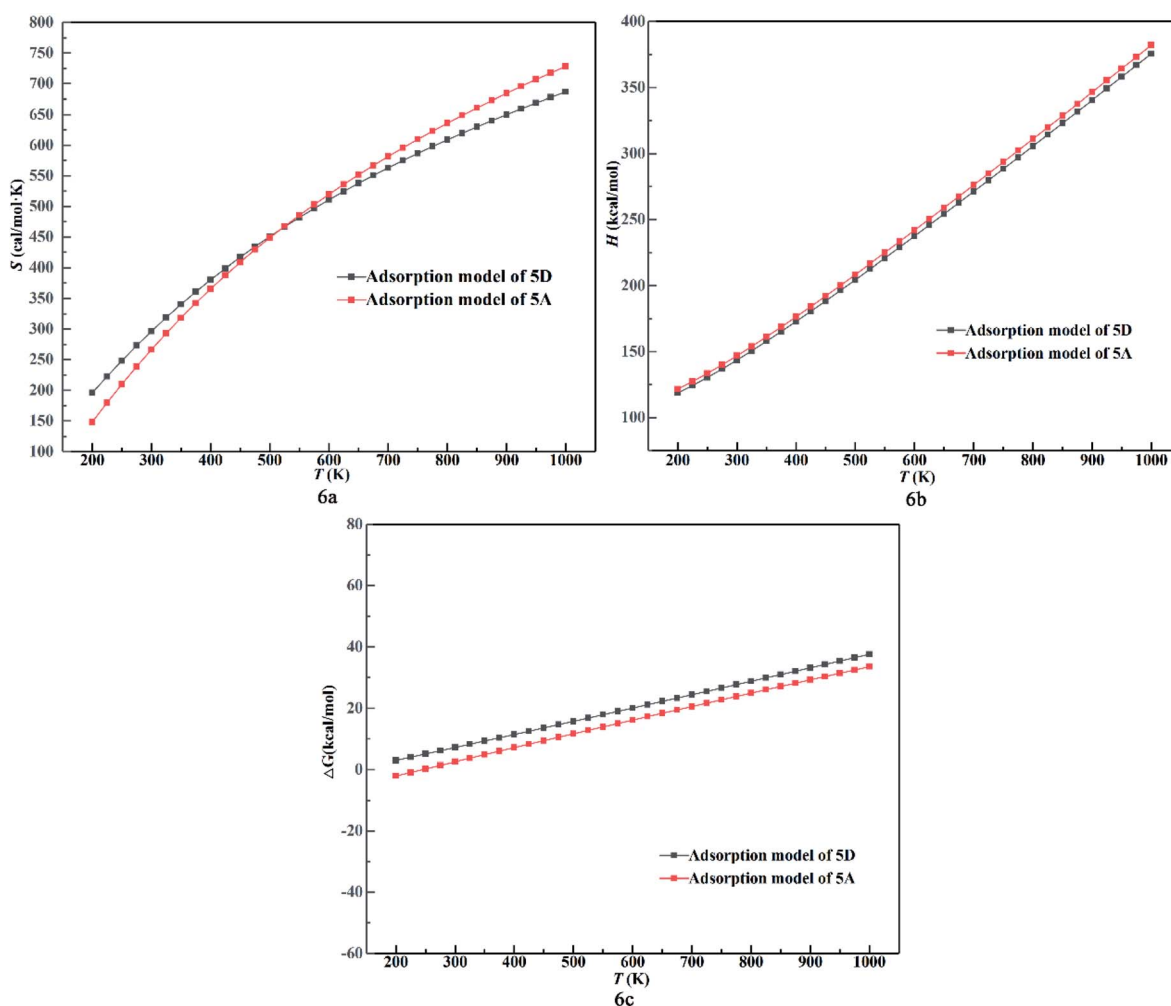 800
750
700
650
600
550
500
450
400
350
300
250
200
150
100
S (cal/mol·K)
Adsorption model of 5D
Adsorption model of 5A
200 300 400 500 600 700 800 900 1000
T (K)
6a
400
350
300
250
200
150
100
H (kcal/mol)
Adsorption model of 5D
Adsorption model of 5A
200 300 400 500 600 700 800 900 1000
T (K)
6b
80
60
40
20
0
-20
-40
-60
△G(kcal/mol)
Adsorption model of 5D
Adsorption model of 5A
200 300 400 500 600 700 800 900 1000
T (K)
6c